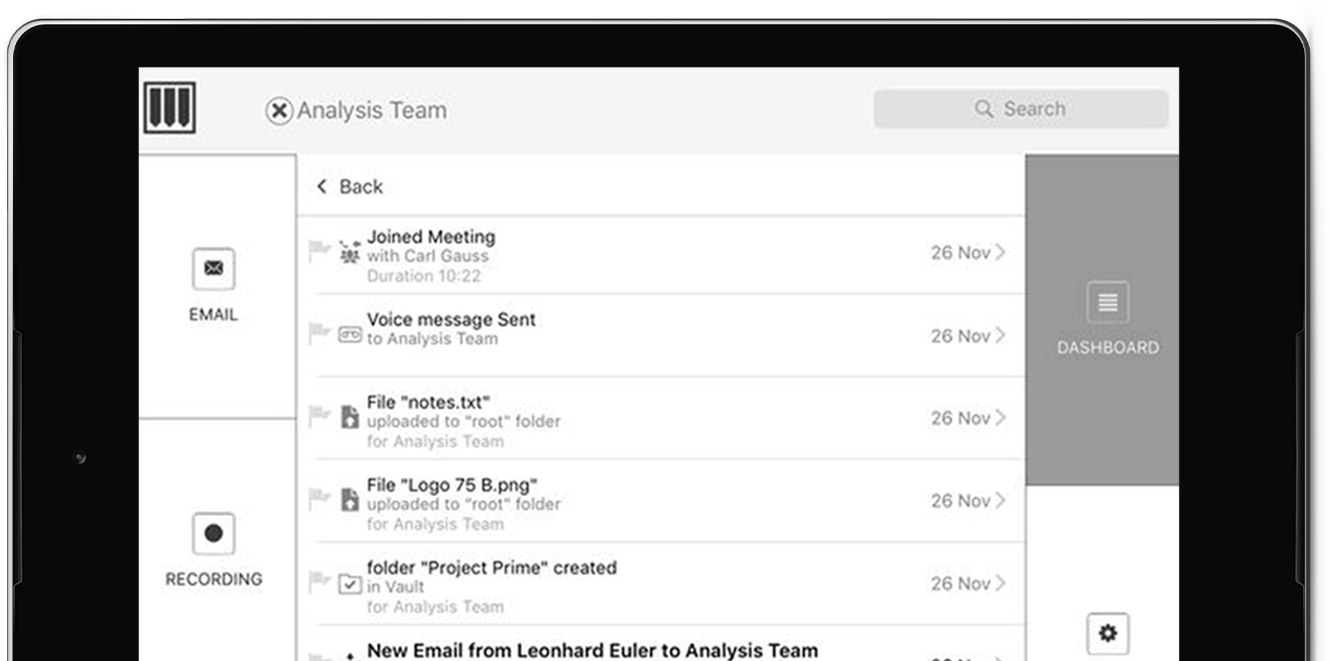 Analysis Team
Search
Back
EMAIL
RECORDING
Joined Meeting
with Carl Gauss
Duration 10:22
26 Nov
Voice message Sent
to Analysis Team
26 Nov
File "notes.txt"
uploaded to "root" folder
for Analysis Team
26 Nov
File "Logo 75 B.png"
uploaded to "root" folder
for Analysis Team
26 Nov
folder "Project Prime" created
in Vault
for Analysis Team
26 Nov
New Email from Leonhard Euler to Analysis Team
DASHBOARD